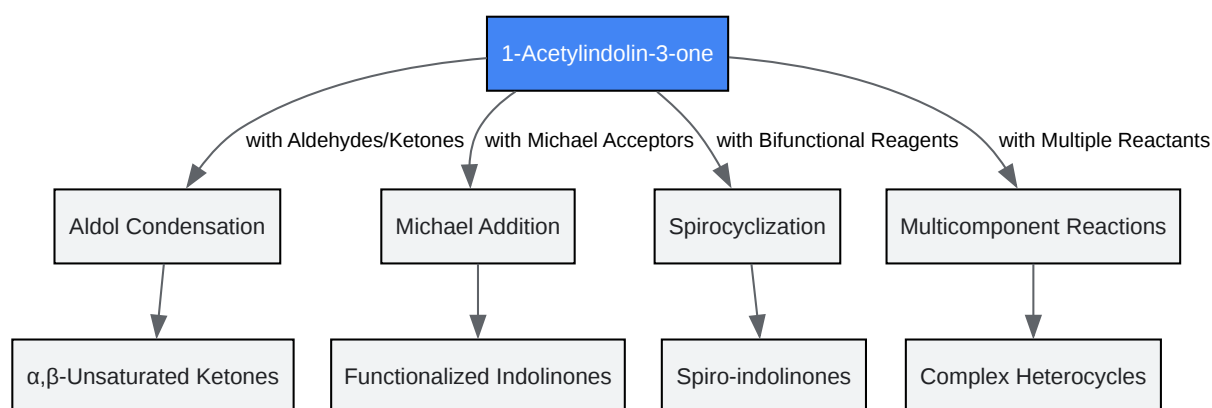 1-Acetylindolin-3-one
with Aldehydes/Ketones
with Michael Acceptors
with Bifunctional Reagents
with Multiple Reactants
Aldol Condensation
Michael Addition
Spirocyclization
Multicomponent Reactions
α,β-Unsaturated Ketones
Functionalized Indolinones
Spiro-indolinones
Complex Heterocycles